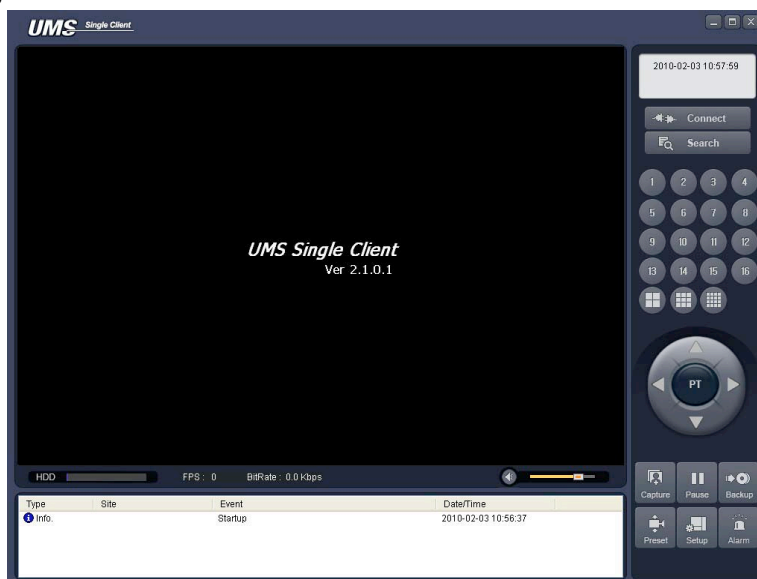 UMS Single Client
2010-02-03 10:57:59
Connect
Search
1 2 3 4
5 6 7 8
9 10 11 12
13 14 15 16
UMS Single Client
Ver 2.1.0.1
PT
HDD FPS : 0 BitRate : 0.0 Kbps
Capture Pause Backup
Preset Setup Alarm
Type Site Event Date/Time
Info. Startup 2010-02-03 10:56:37